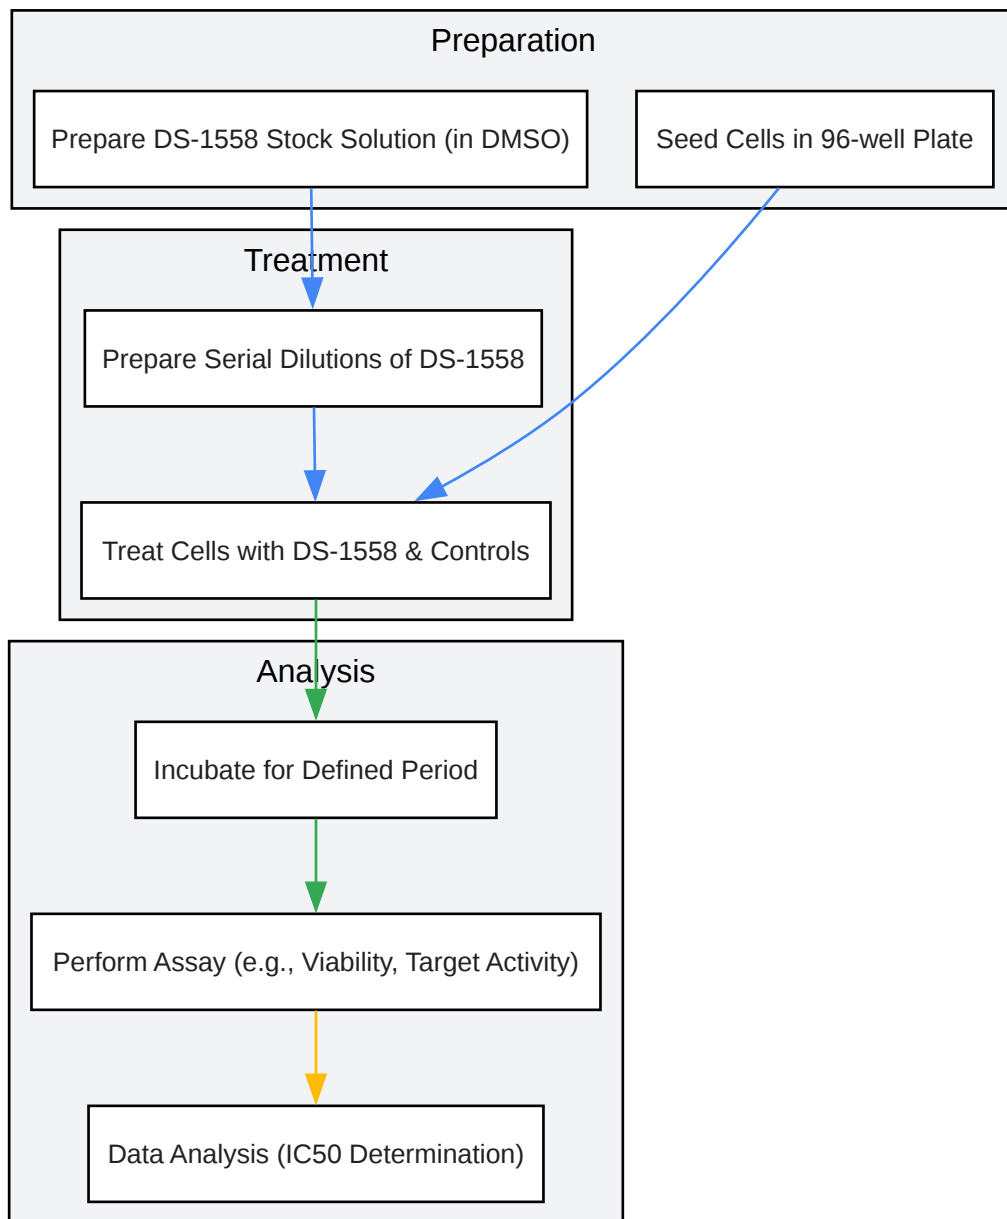 Preparation
Prepare DS-1558 Stock Solution (in DMSO)
Seed Cells in 96-well Plate
Treatment
Prepare Serial Dilutions of DS-1558
Treat Cells with DS-1558 & Controls
Analysis
Incubate for Defined Period
Perform Assay (e.g., Viability, Target Activity)
Data Analysis (IC50 Determination)